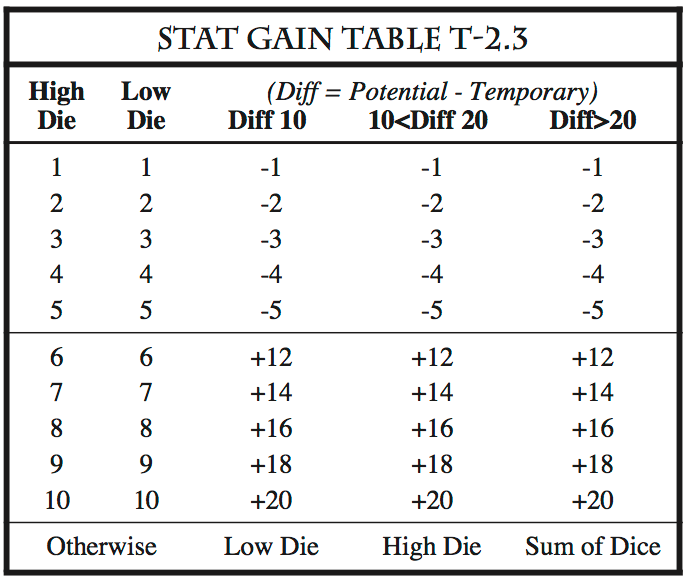 STAT GAIN TABLE T-2.3
High Low (Diff = Potential - Temporary)
Die Die Diff 10 10<Diff 20 Diff>20
1 1 -1 -1 -1
2 2 -2 -2 -2
3 3 -3 -3 -3
4 4 -4 -4 -4
5 5 -5 -5 -5
6 6 +12 +12 +12
7 7 +14 +14 +14
8 8 +16 +16 +16
9 9 +18 +18 +18
10 10 +20 +20 +20
Otherwise Low Die High Die Sum of Dice